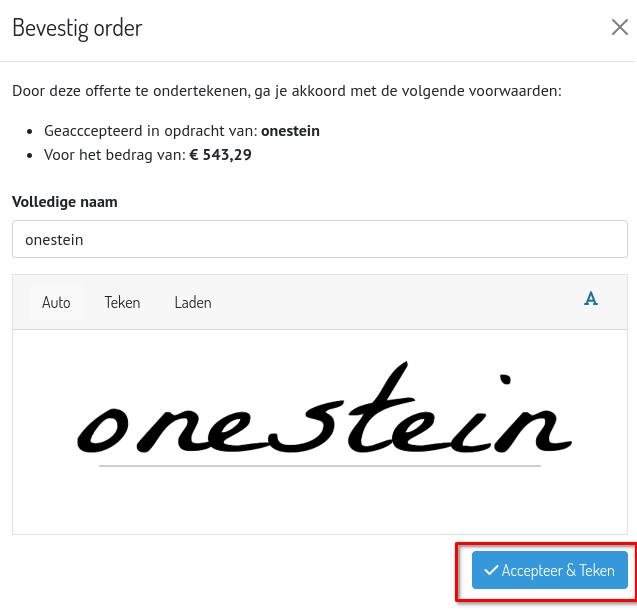 Bevestig order
Door deze offerte te ondertekenen, ga je akkoord met de volgende voorwaarden:
• Geacccepteerd in opdracht van: onestein
• Voor het bedrag van: € 543,29
Volledige naam
onestein
Auto Teken Laden A
onestein
Accepteer & Teken